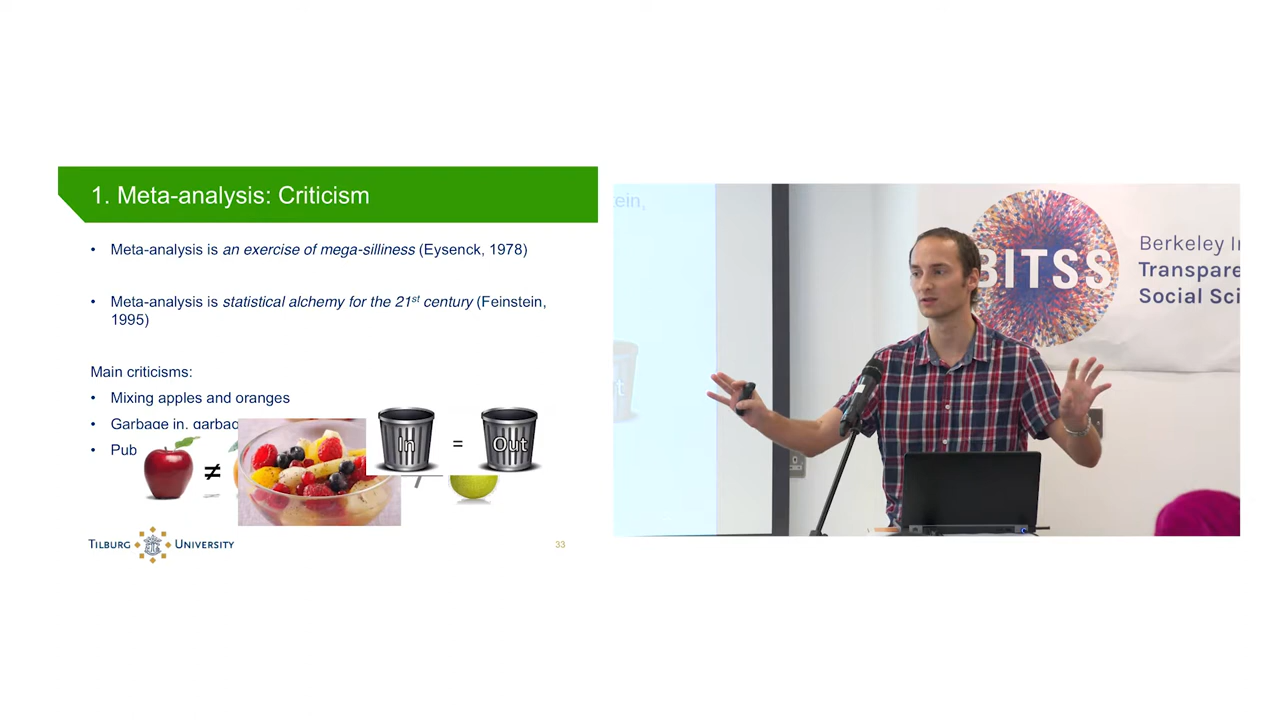 1. Meta-analysis: Criticism
• Meta-analysis is an exercise of mega-silliness (Eysenck, 1978)
• Meta-analysis is statistical alchemy for the 21st century (Feinstein,
1995)
Main criticisms:
• Mixing apples and oranges
• Garbage in, garbag
• Pub
≠
In = Out
TILBURG UNIVERSITY
33
ein,
BITSS
Berkeley In
Transpare
Social Sci